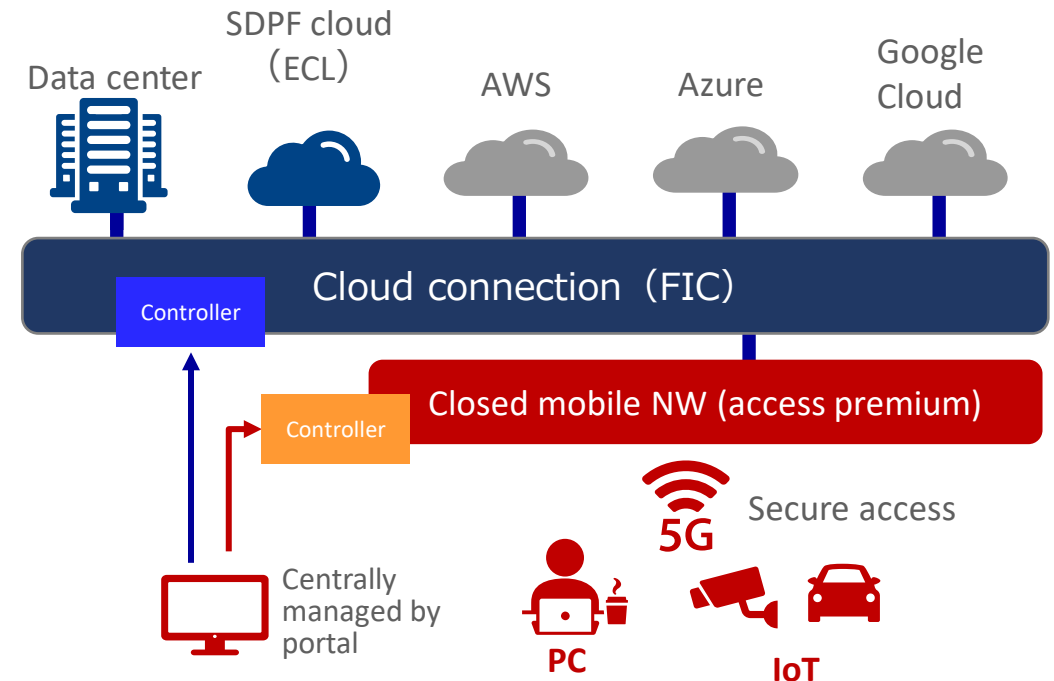 SDPF cloud
（ECL）
Data center
AWS
Azure
Google
Cloud
Cloud connection（FIC）
Controller
Closed mobile NW (access premium)
Controller
5G
Secure access
Centrally
managed by
portal
PC
IoT